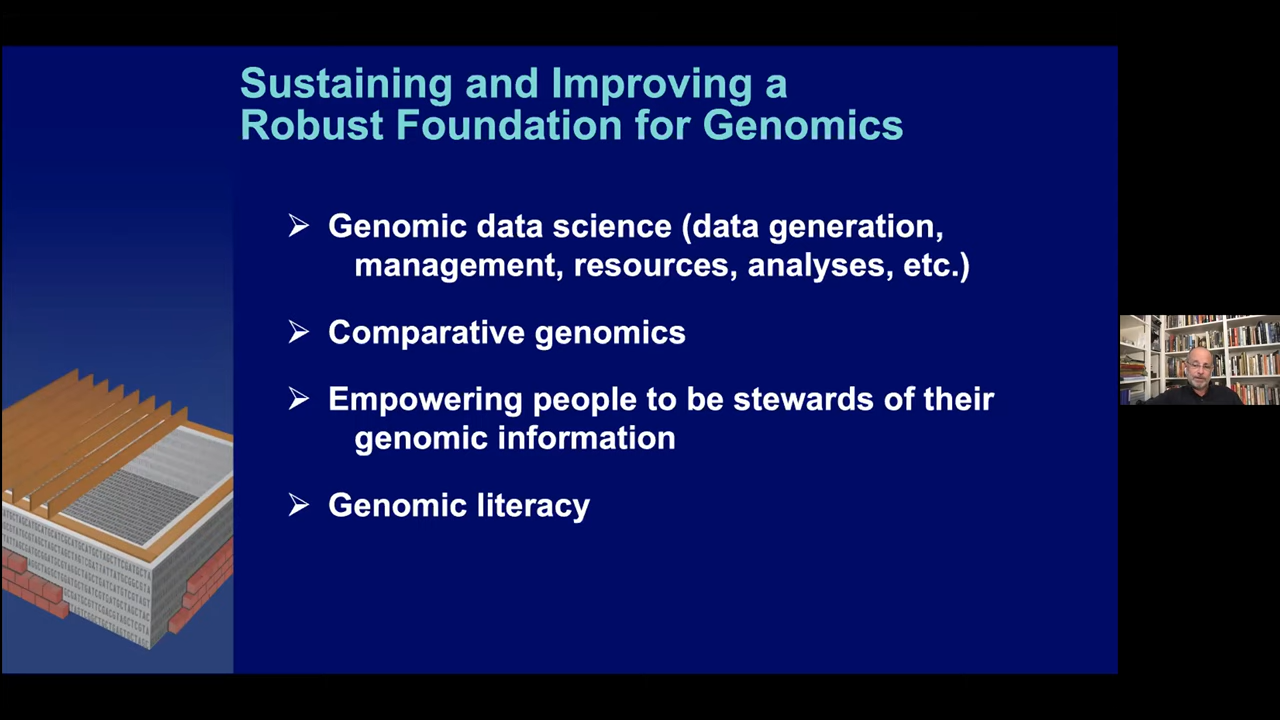 Sustaining and Improving a
Robust Foundation for Genomics
Genomic data science (data generation,
management, resources, analyses, etc.)
Comparative genomics
Empowering people to be stewards of their
genomic information
Genomic literacy